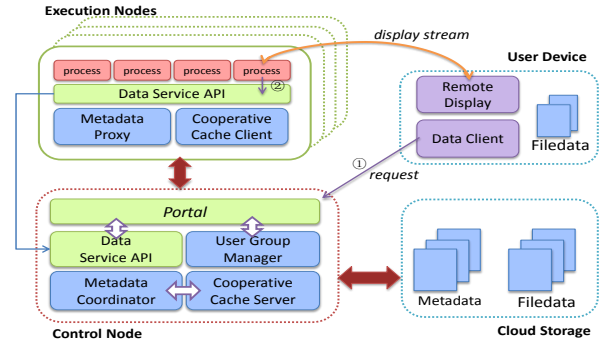 Execution Nodes
display stream
User Device
process
process
process
process
②
Data Service API
Metadata
Proxy
Cooperative
Cache Client
Remote
Display
Data Client
Filedata
①
request
Portal
Data
Service API
User Group
Manager
Metadata
Coordinator
Cooperative
Cache Server
Control Node
Metadata
Filedata
Cloud Storage